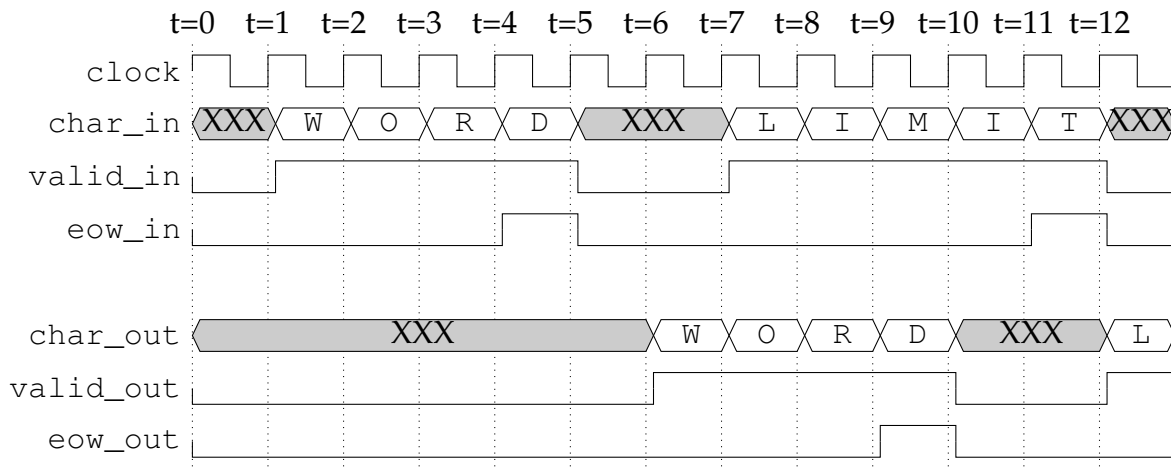 t=0 t=1 t=2 t=3 t=4 t=5 t=6 t=7 t=8 t=9 t=10 t=11 t=12
clock
char_in XXX W O R D XXX L I M I T XXX
valid_in
eow_in
char_out XXX W O R D XXX L
valid_out
eow_out